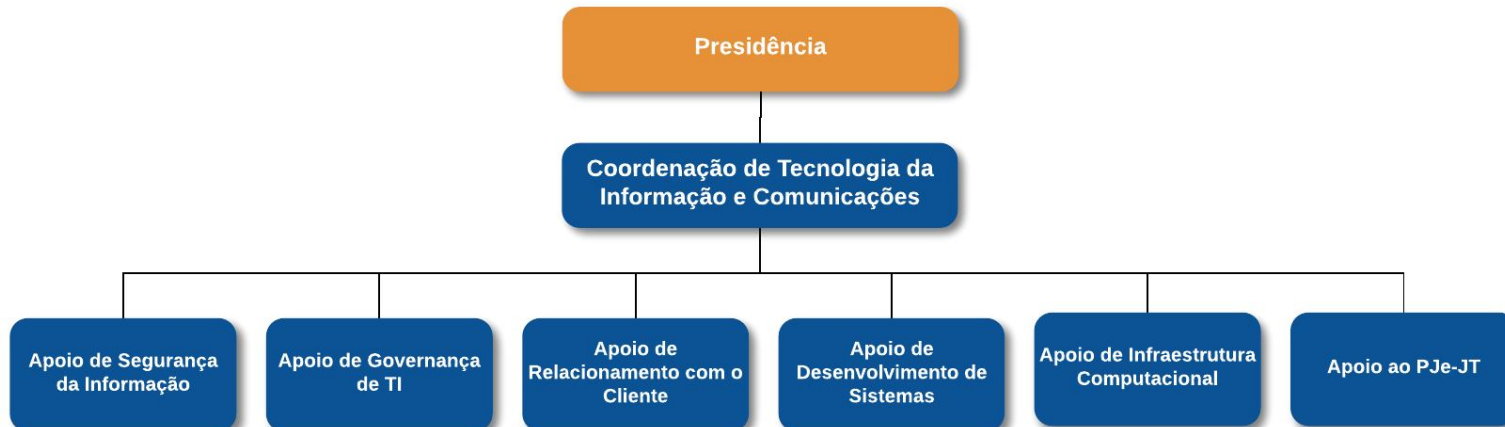 Presidência
Coordenação de Tecnologia da
Informação e Comunicações
Apoio de Segurança
da Informação
Apoio de Governança
de TI
Apoio de
Relacionamento com o
Cliente
Apoio de
Desenvolvimento de
Sistemas
Apoio de Infraestrutura
Computacional
Apoio ao PJe-JT